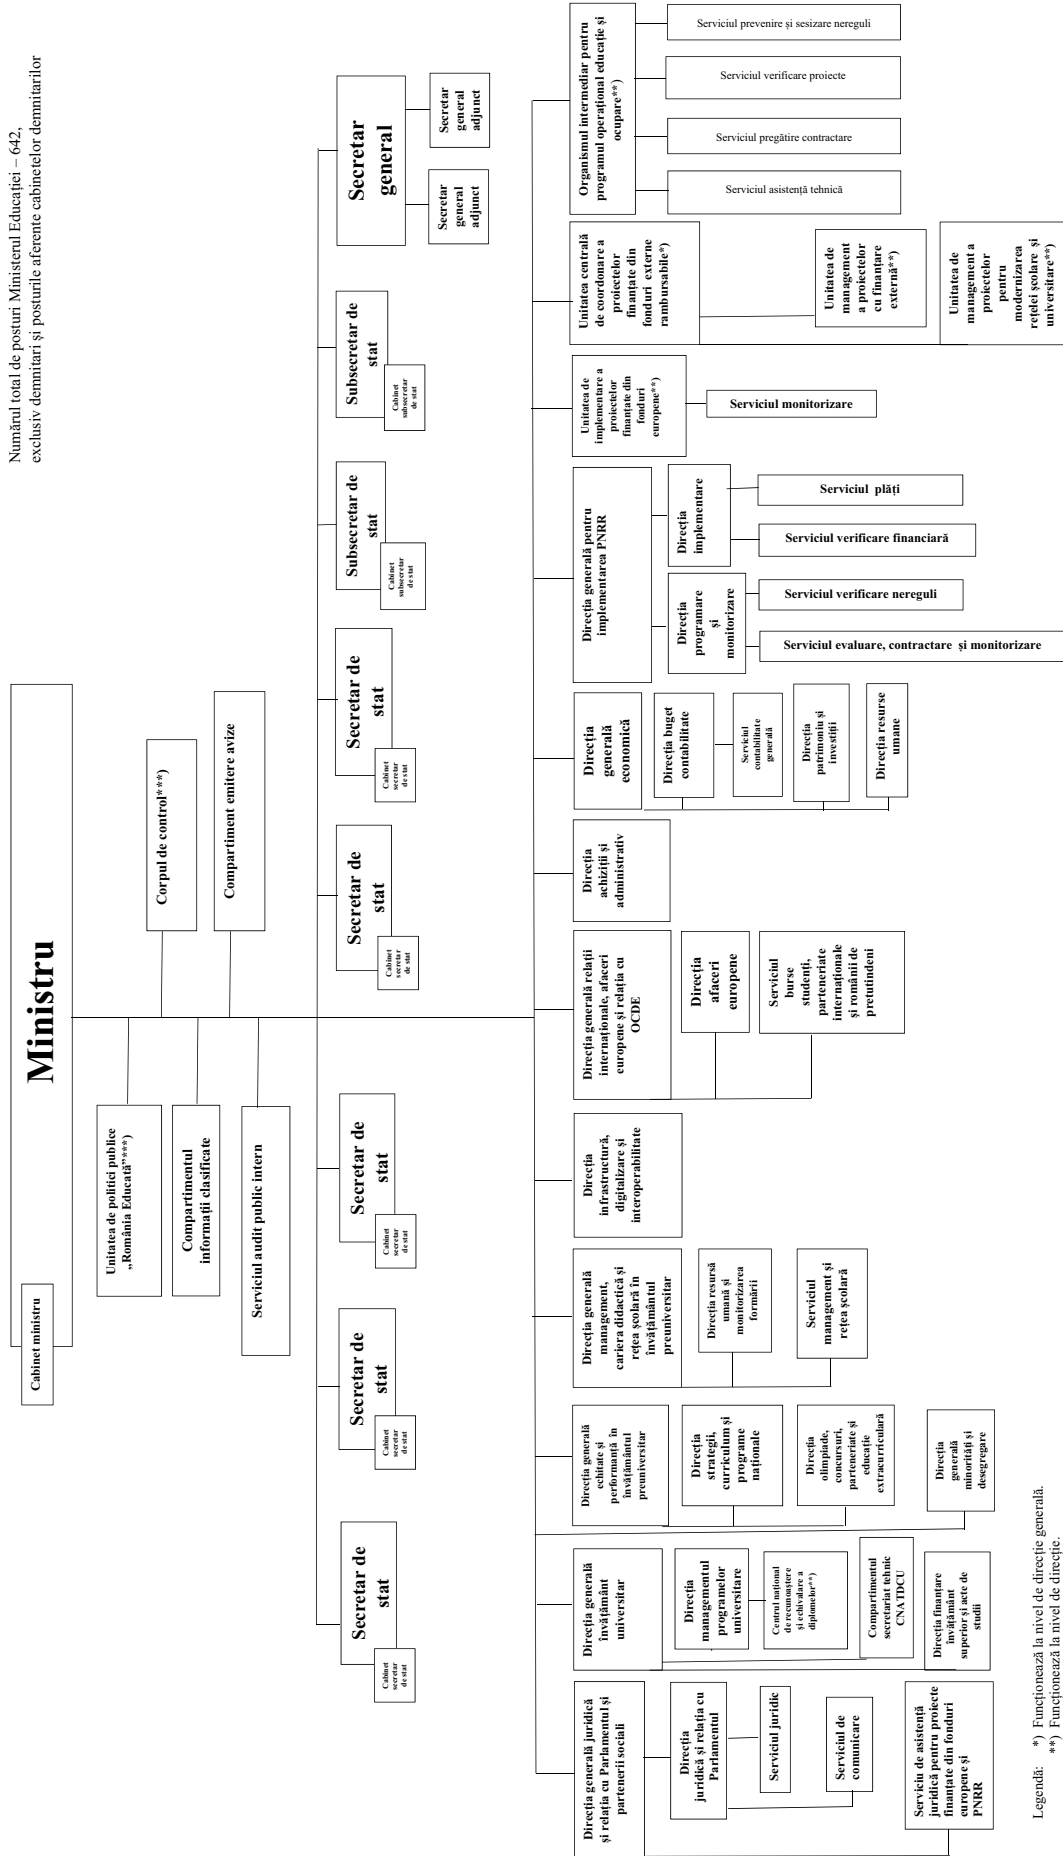 Numărul total de posturi Ministerul Educației – 642,
exclusiv demnitari și posturile aferente cabinetelor demnitarilor
Ministru
Cabinet ministru
Unitatea de politici publice
„România Educată”***)
Corpul de control***)
Compartimentul
informații clasificate
Compartiment emitere avize
Serviciul audit public intern
Secretar de
stat
Cabinet
secretar
de stat
Secretar de
stat
Cabinet
secretar
de stat
Secretar de
stat
Cabinet
secretar
de stat
Secretar de
stat
Cabinet
secretar
de stat
Secretar de
stat
Cabinet
secretar
de stat
Subsecretar de
stat
Cabinet
subsecretar
de stat
Subsecretar de
stat
Cabinet
subsecretar
de stat
Secretar
general
Secretar
general
adjunct
Secretar
general
adjunct
Direcția generală juridică
și relația cu Parlamentul și
partenerii sociali
Direcția
juridică și relația cu
Parlamentul
Serviciul juridic
Serviciul de
comunicare
Serviciu de asistență
juridică pentru proiecte
finanțate din fonduri
europene și
PNRR
Direcția generală
învățământ
universitar
Direcția
managementul
programelor
universitare
Centrul național
de recunoaștere
și echivalare a
diplomelor**)
Compartimentul
secretariat tehnic
CNATDCU
Direcția finanțare
învățământ
superior și acte de
studii
Direcția generală
echitate și
performanță în
învățământul
preuniversitar
Direcția
strategii,
curriculum și
programe
naționale
Direcția
olimpiade,
concursuri,
parteneriate și
educație
extracurriculară
Direcția
generală
minorități și
desegregare
Direcția generală
management,
cariera didactică și
rețea școlară în
învățământul
preuniversitar
Direcția resursă
umană și
monitorizarea
formării
Serviciul
management și
rețea școlară
Direcția
infrastructură,
digitalizare și
interoperabilitate
Direcția generală relații
internaționale, afaceri
europene și relația cu
OCDE
Direcția
afaceri
europene
Serviciul
burse
studenți,
parteneriate
internaționale
și românii de
pretutindeni
Direcția
achiziții și
administrativ
Direcția
generală
economică
Direcția buget
contabilitate
Serviciul
contabilitate
generală
Direcția
patrimoniu și
investiții
Direcția resurse
umane
Direcția generală pentru
implementarea PNRR
Direcția
programare
și
monitorizare
Direcția
implementare
Serviciul evaluare, contractare și monitorizare
Serviciul verificare nereguli
Serviciul verificare financiară
Serviciul plăți
Unitatea de
implementare a
proiectelor
finanțate din
fonduri
europene**)
Serviciul monitorizare
Unitatea centrală
de coordonare a
proiectelor
finanțate din
fonduri externe
rambursabile*)
Unitatea de
management
a proiectelor
cu finanțare
externă**)
Unitatea de
management a
proiectelor
pentru
modernizarea
rețelei școlare și
universitare**)
Organismul intermediar pentru
programul operațional educație și
ocupare**)
Serviciul asistență tehnică
Serviciul pregătire contractare
Serviciul verificare proiecte
Serviciul prevenire și sesizare nereguli
Legendă: *) Funcționează la nivel de direcție generală.
**) Funcționează la nivel de direcție.